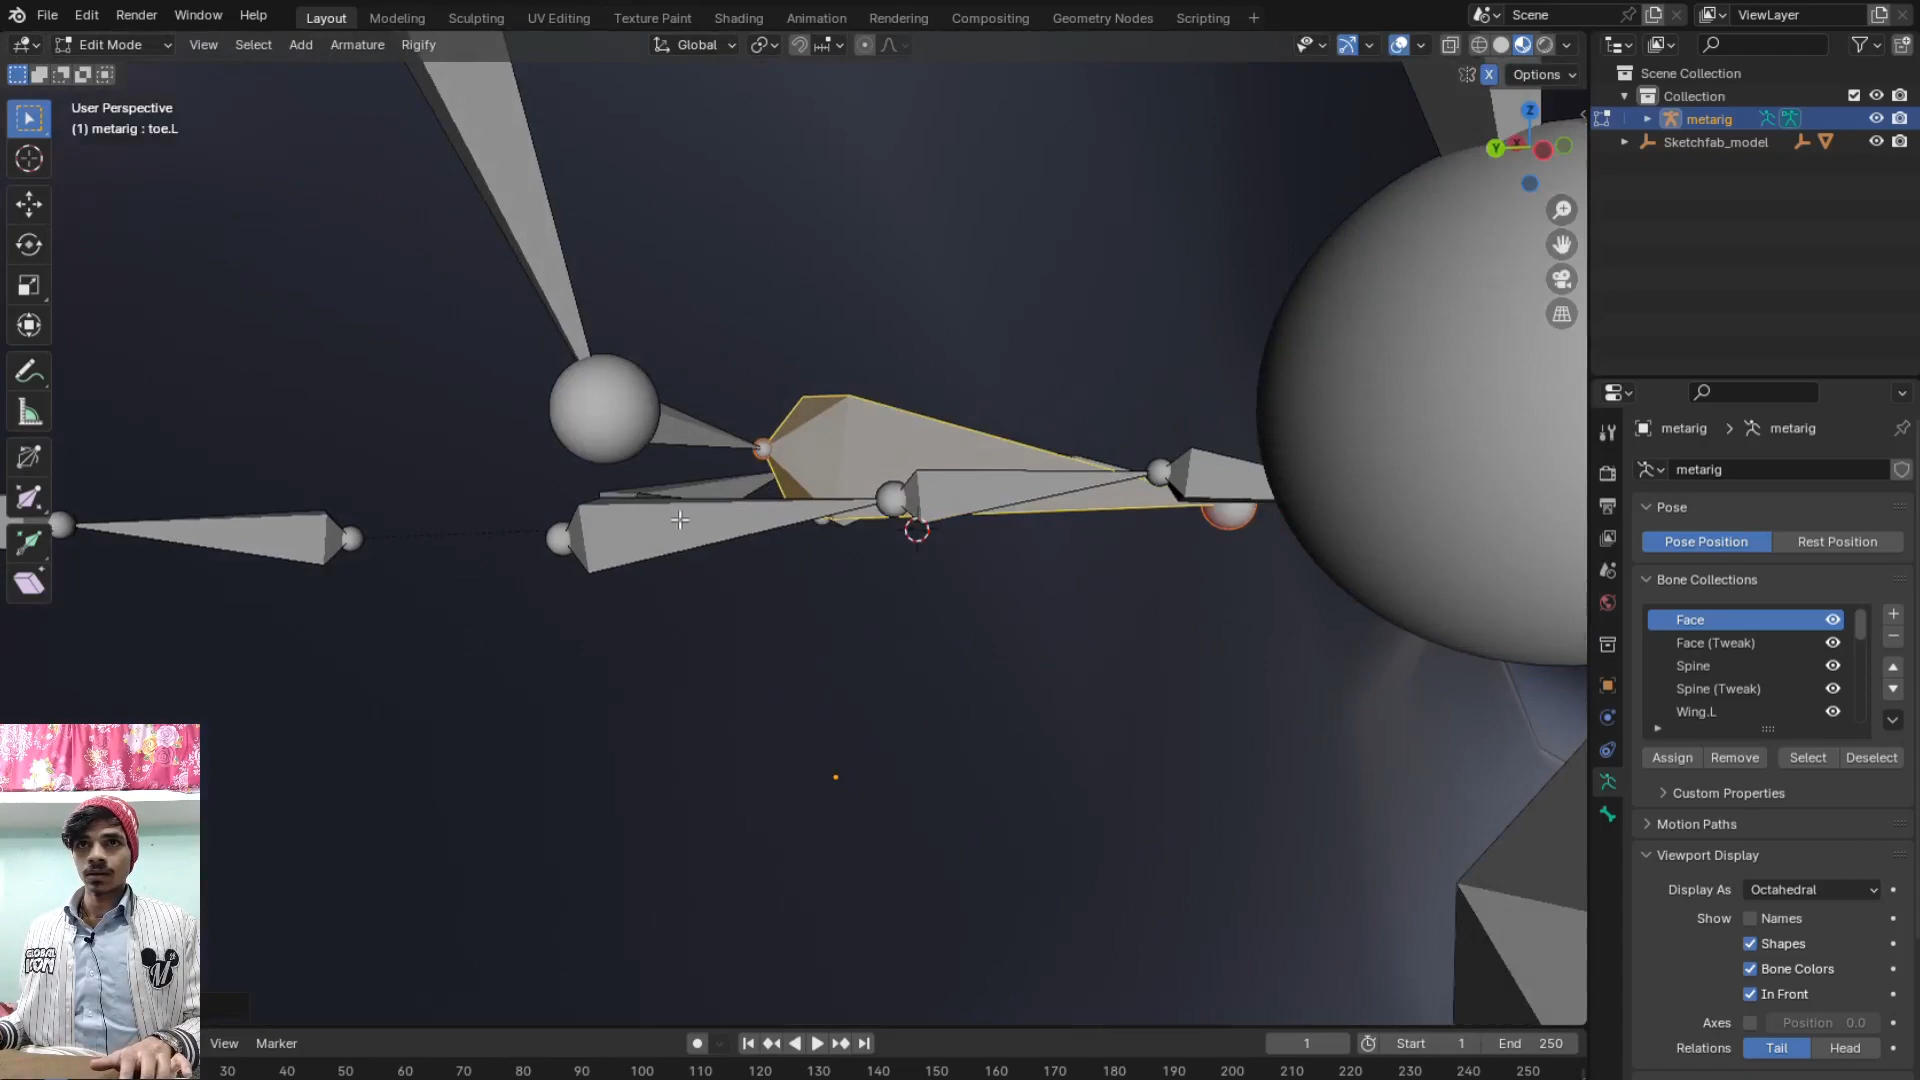 File Edit Render Window Help Layout Modeling Sculpting UV Editing Texture Paint Shading Animation Rendering Compositing Geometry Nodes Scripting + Scene ViewLayer
Edit Mode View Select Add Armature Rigify Global
X Options
User Perspective
(1) metarig : toe.L
Z
Y X
Scene Collection
Collection
metarig
Sketchfab_model
metarig > metarig
metarig
Pose
Pose Position Rest Position
Bone Collections
Face
Face (Tweak)
Spine
Spine (Tweak)
Wing.L
Assign Remove Select Deselect
Custom Properties
Motion Paths
Viewport Display
Display As Octahedral
Show Names
Shapes
Bone Colors
In Front
Axes Position 0.0
Relations Tail Head
GLOBAL
View Marker 1 Start 1 End 250
30 40 50 60 70 80 90 100 110 120 130 140 150 160 170 180 190 200 210 220 230 240 250